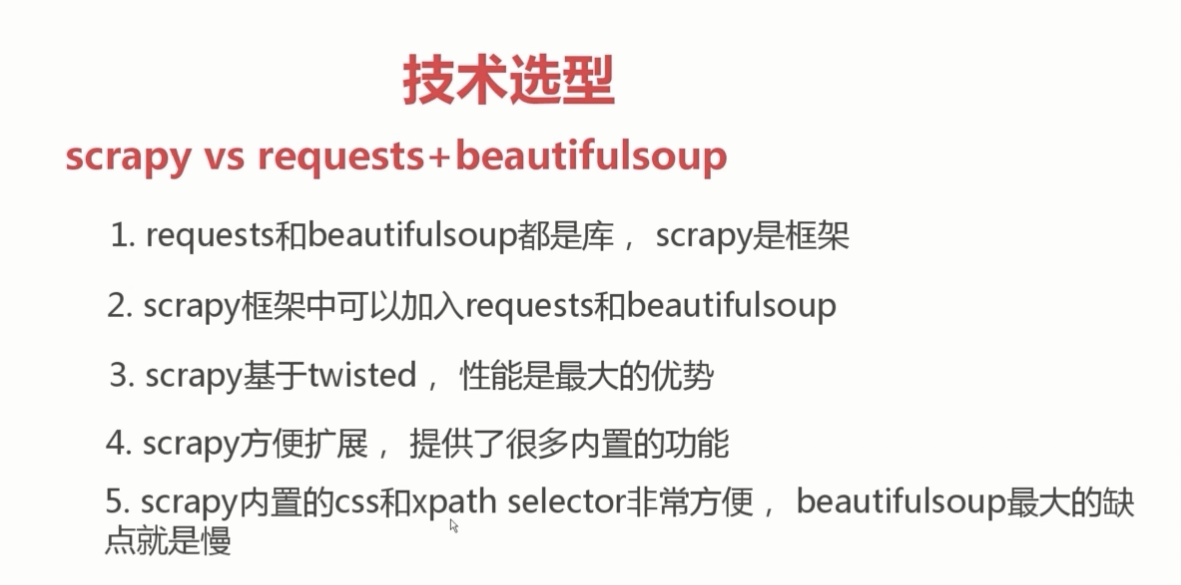 技术选型
scrapy vs requests+beautifulsoup
1. requests和beautifulsoup都是库， scrapy是框架
2. scrapy框架中可以加入requests和beautifulsoup
3. scrapy基于twisted， 性能是最大的优势
4. scrapy方便扩展， 提供了很多内置的功能
5. scrapy内置的css和xpath selector非常方便， beautifulsoup最大的缺
点就是慢